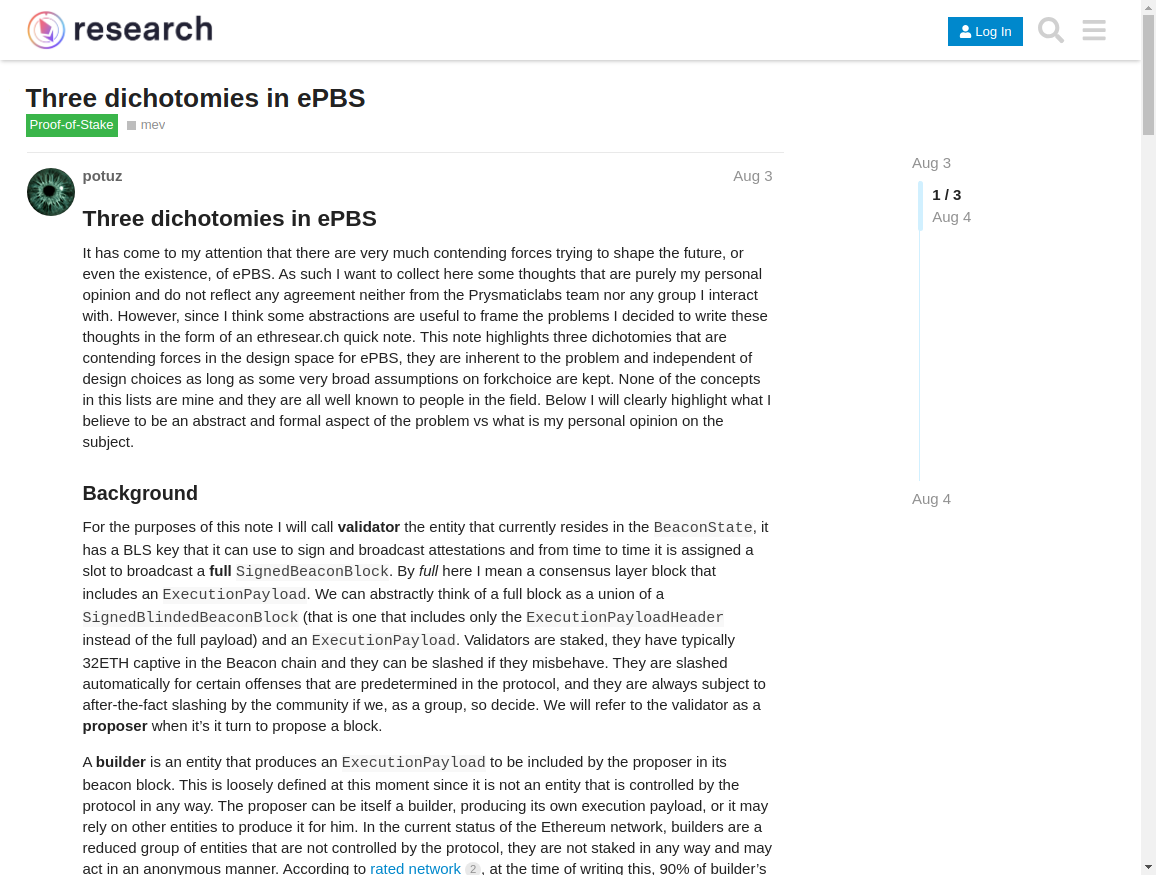 research
Log In
Three dichotomies in ePBS
Proof-of-Stake mev
potuz Aug 3
Three dichotomies in ePBS
It has come to my attention that there are very much contending forces trying to shape the future, or
even the existence, of ePBS. As such I want to collect here some thoughts that are purely my personal
opinion and do not reflect any agreement neither from the Prysmaticlabs team nor any group I interact
with. However, since I think some abstractions are useful to frame the problems I decided to write these
thoughts in the form of an ethresear.ch quick note. This note highlights three dichotomies that are
contending forces in the design space for ePBS, they are inherent to the problem and independent of
design choices as long as some very broad assumptions on forkchoice are kept. None of the concepts
in this lists are mine and they are all well known to people in the field. Below I will clearly highlight what I
believe to be an abstract and formal aspect of the problem vs what is my personal opinion on the
subject.
Background
For the purposes of this note I will call validator the entity that currently resides in the BeaconState, it
has a BLS key that it can use to sign and broadcast attestations and from time to time it is assigned a
slot to broadcast a full SignedBeaconBlock. By full here I mean a consensus layer block that
includes an ExecutionPayload. We can abstractly think of a full block as a union of a
SignedBlindedBeaconBlock (that is one that includes only the ExecutionPayloadHeader
instead of the full payload) and an ExecutionPayload. Validators are staked, they have typically
32ETH captive in the Beacon chain and they can be slashed if they misbehave. They are slashed
automatically for certain offenses that are predetermined in the protocol, and they are always subject to
after-the-fact slashing by the community if we, as a group, so decide. We will refer to the validator as a
proposer when it’s it turn to propose a block.
A builder is an entity that produces an ExecutionPayload to be included by the proposer in its
beacon block. This is loosely defined at this moment since it is not an entity that is controlled by the
protocol in any way. The proposer can be itself a builder, producing its own execution payload, or it may
rely on other entities to produce it for him. In the current status of the Ethereum network, builders are a
reduced group of entities that are not controlled by the protocol, they are not staked in any way and may
act in an anonymous manner. According to rated network 2, at the time of writing this, 90% of builder’s
Aug 3
1 / 3
Aug 4
Aug 4